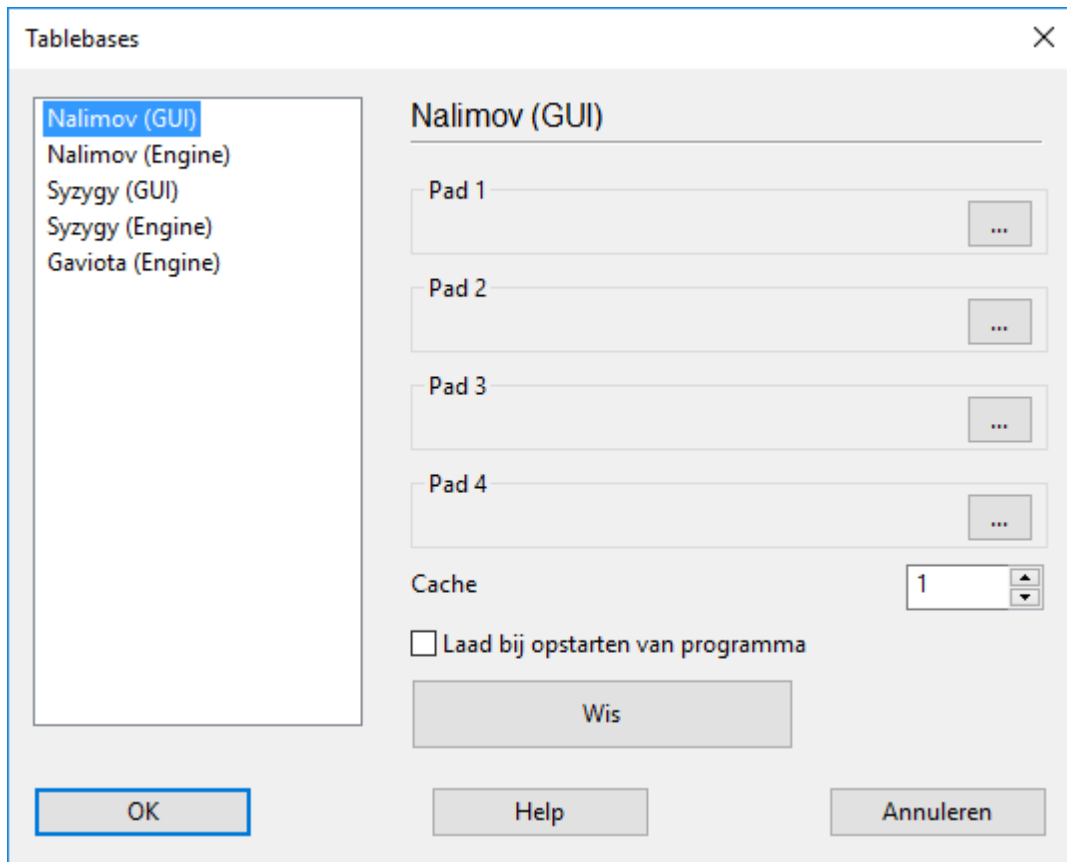 Tablebases
Nalimov (GUI)
Nalimov (Engine)
Syzygy (GUI)
Syzygy (Engine)
Gaviota (Engine)
Nalimov (GUI)
Pad 1
...
Pad 2
...
Pad 3
...
Pad 4
...
Cache 1
Laad bij opstarten van programma
Wis
OK Help Annuleren